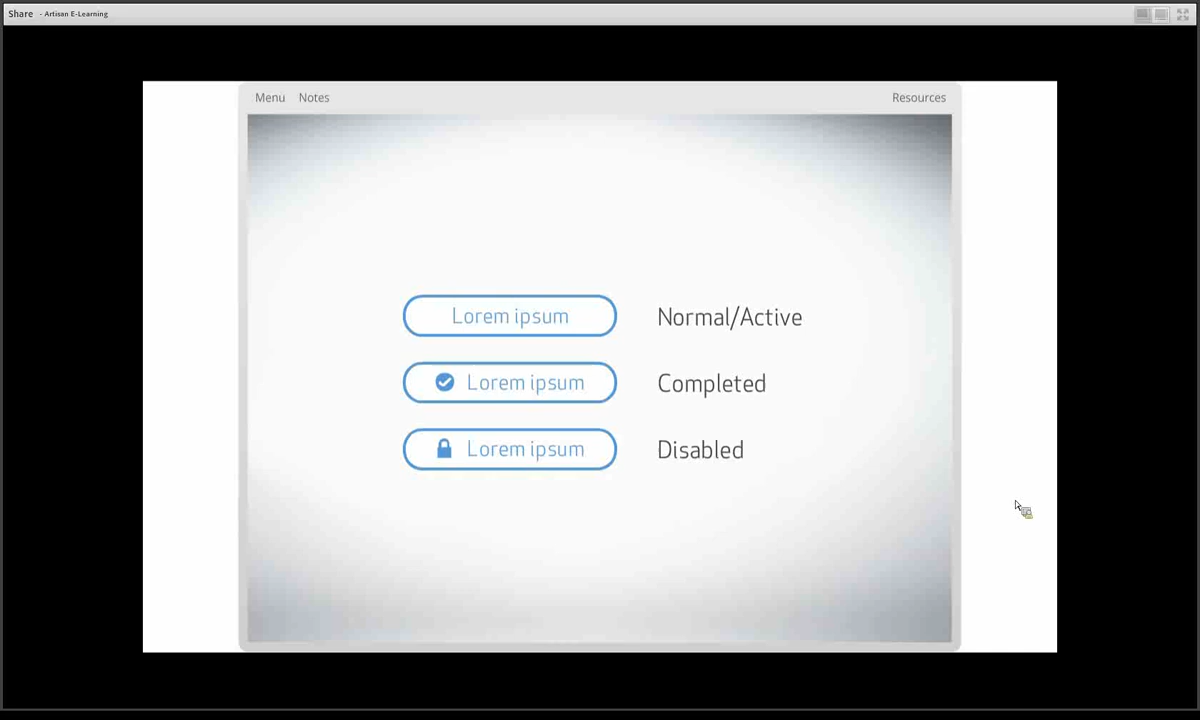 Share - Artisan E-Learning
Menu Notes Resources
Lorem ipsum Normal/Active
Lorem ipsum Completed
Lorem ipsum Disabled